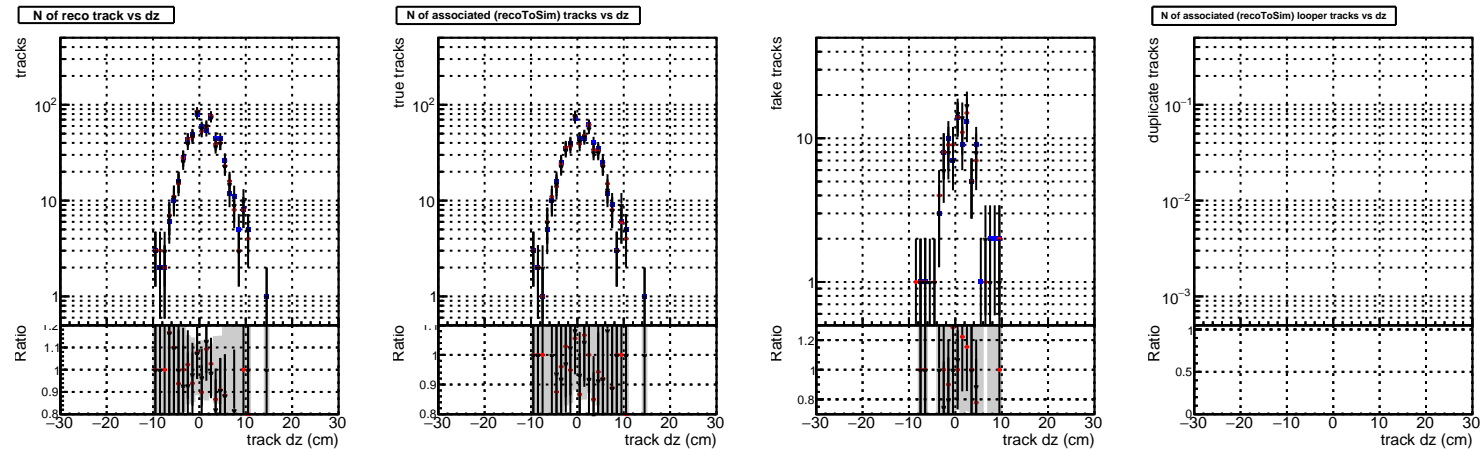 N of reco track vs dz
tracks
10²
10
1
Ratio
1.2
1.1
1
0.9
0.8
−30 −20 −10 0 10 20 30
track dz (cm)
N of associated (recoToSim) tracks vs dz
true tracks
10²
10
1
Ratio
1.1
1
0.9
0.8
−30 −20 −10 0 10 20 30
track dz (cm)
fake tracks
10
1
Ratio
1.2
1
0.8
−30 −20 −10 0 10 20 30
track dz (cm)
N of associated (recoToSim) looper tracks vs dz
duplicate tracks
10⁻¹
10⁻²
10⁻³
Ratio
1
0.5
0
−30 −20 −10 0 10 20 30
track dz (cm)